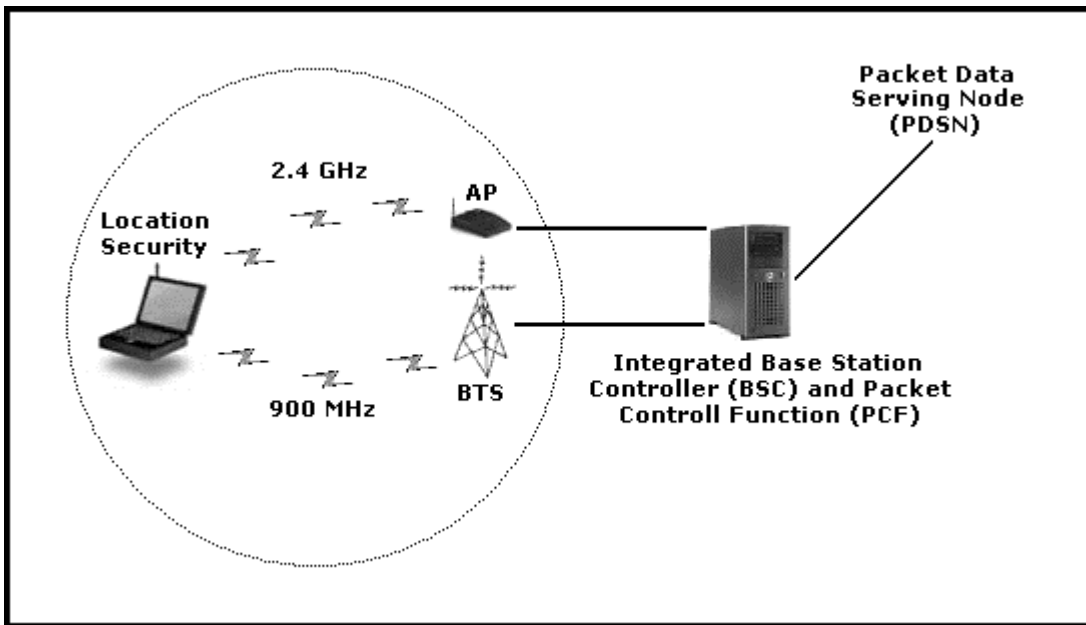 Packet Data
Serving Node
(PDSN)
2.4 GHz
AP
Location
Security
Integrated Base Station
Controller (BSC) and Packet
Controll Function (PCF)
BTS
900 MHz